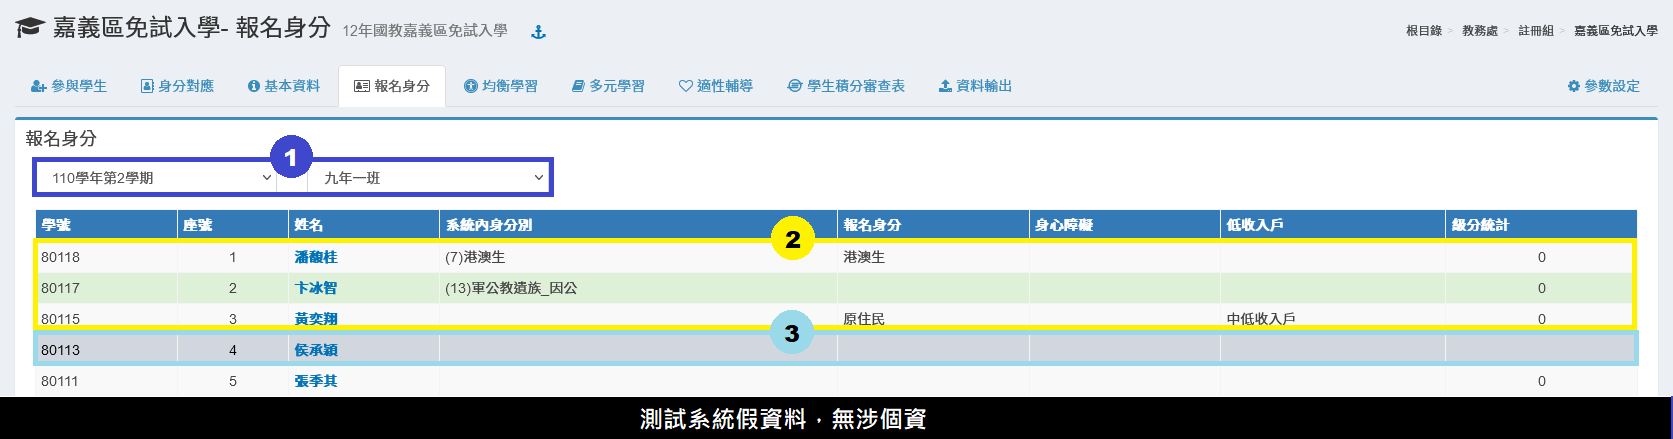 嘉義區免試入學- 報名身分 12年國教嘉義區免試入學
根目錄 > 教務處 > 註冊組 > 嘉義區免試入學
參與學生 身分對應 基本資料 報名身分 均衡學習 多元學習 適性輔導 學生積分審查表 資料輸出 參數設定
報名身分
1
110學年第2學期 九年一班
學號 座號 姓名 系統內身分別 報名身分 身心障礙 低收入戶 級分統計
2
80118 1 潘馥桂 (7)港澳生 港澳生 0
80117 2 卞冰智 (13)軍公教遺族_因公 0
80115 3 黃奕翔 原住民 中低收入戶 0
3
80113 4 侯承穎
80111 5 張季其 0
測試系統假資料，無涉個資